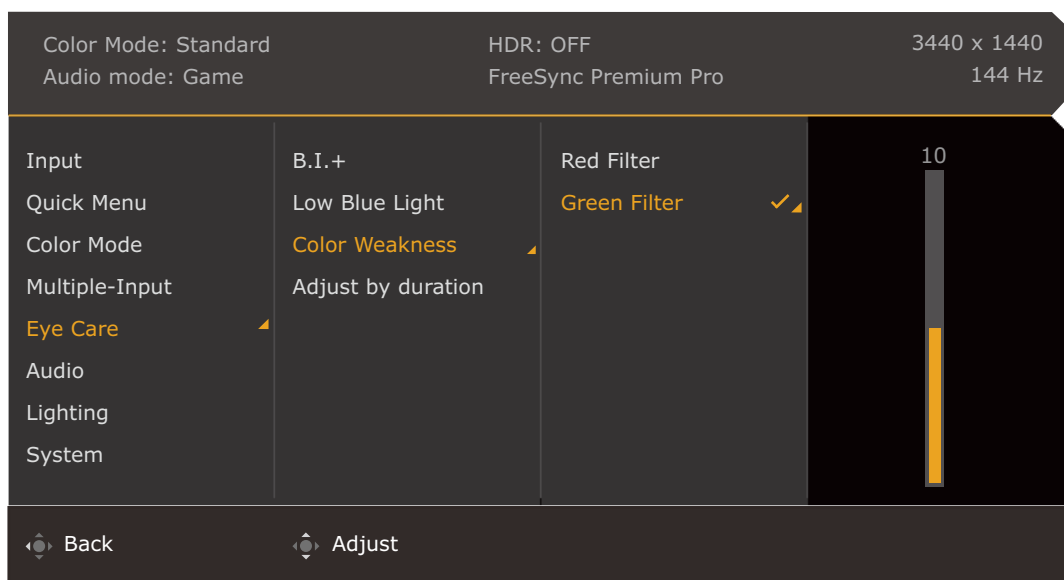 Color Mode: Standard
Audio mode: Game
HDR: OFF
FreeSync Premium Pro
3440 x 1440
144 Hz
Input
Quick Menu
Color Mode
Multiple-Input
Eye Care
Audio
Lighting
System
B.I.+
Low Blue Light
Color Weakness
Adjust by duration
Red Filter
Green Filter
10
Back
Adjust